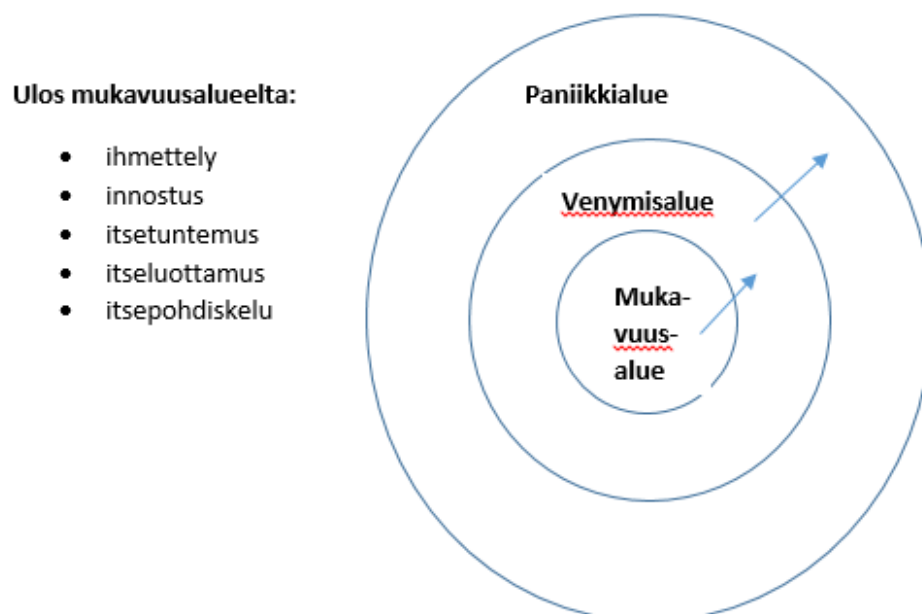 Ulos mukavuusalueelta:
• ihmettely
• innostus
• itsetuntemus
• itseluottamus
• itsepohdiskelu
Paniikkialue
Venymisalue
Muka-
vuus-
alue